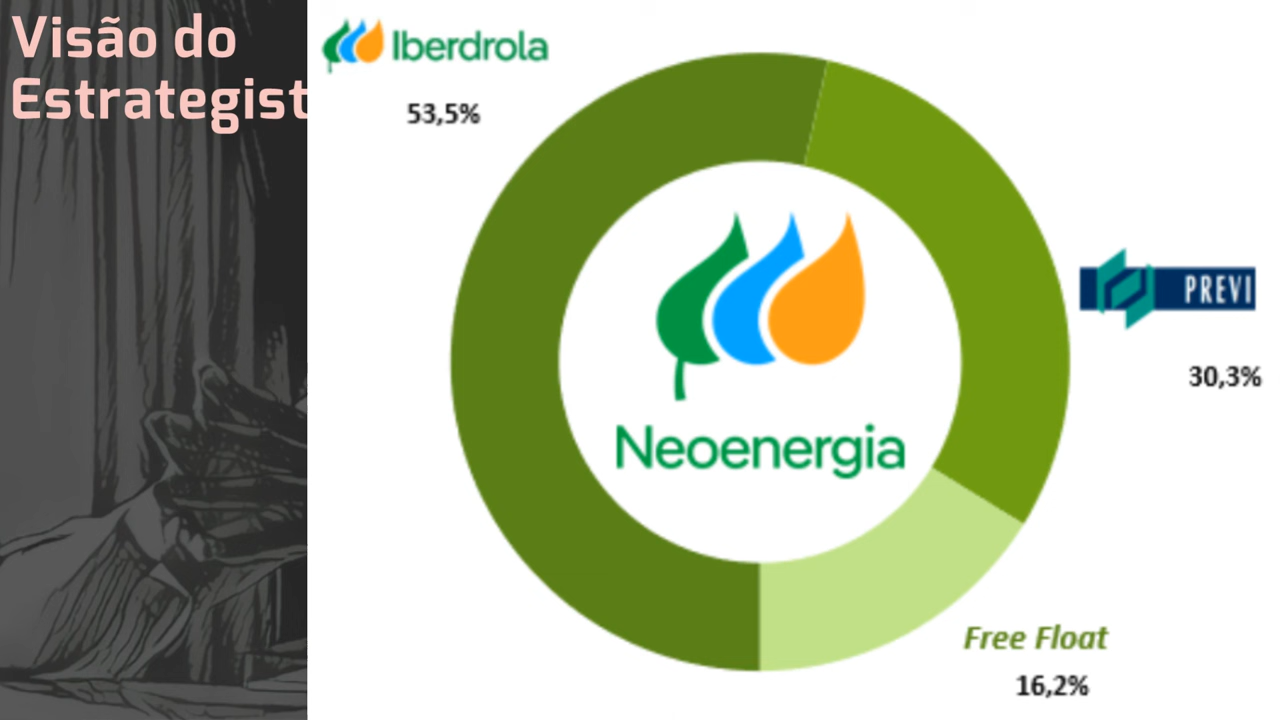 Visão do
Estrategist
Iberdrola
53,5%
PREVI
30,3%
Neoenergia
Free Float
16,2%